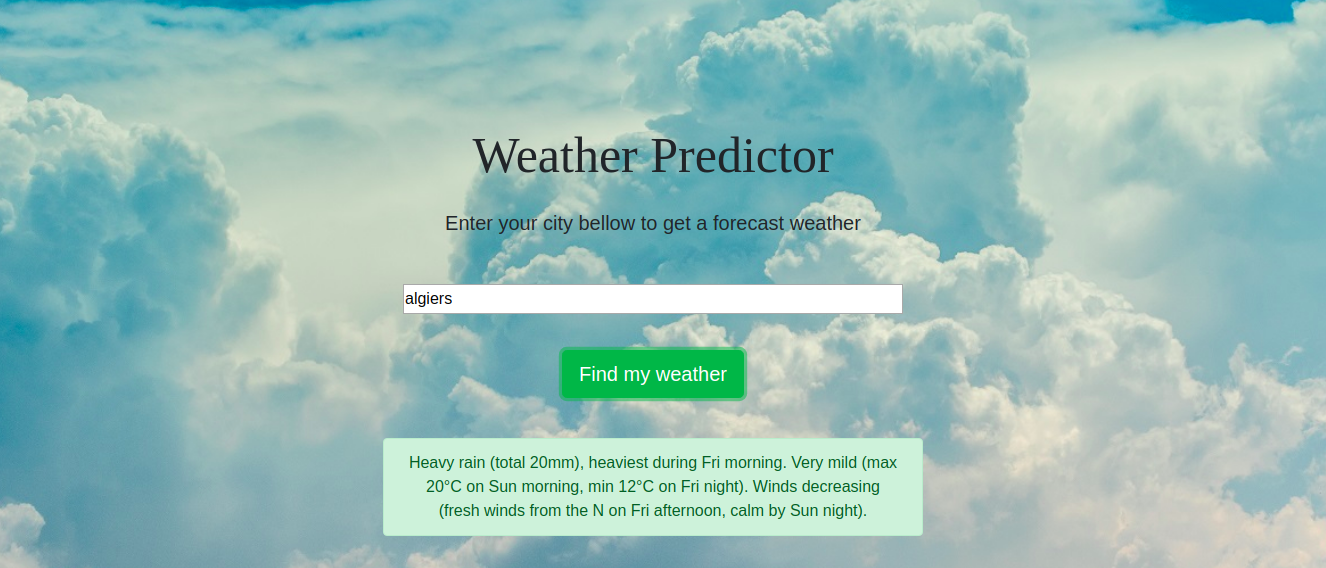 Weather Predictor
Enter your city bellow to get a forecast weather
algiers
Find my weather
Heavy rain (total 20mm), heaviest during Fri morning. Very mild (max
20°C on Sun morning, min 12°C on Fri night). Winds decreasing
(fresh winds from the N on Fri afternoon, calm by Sun night).